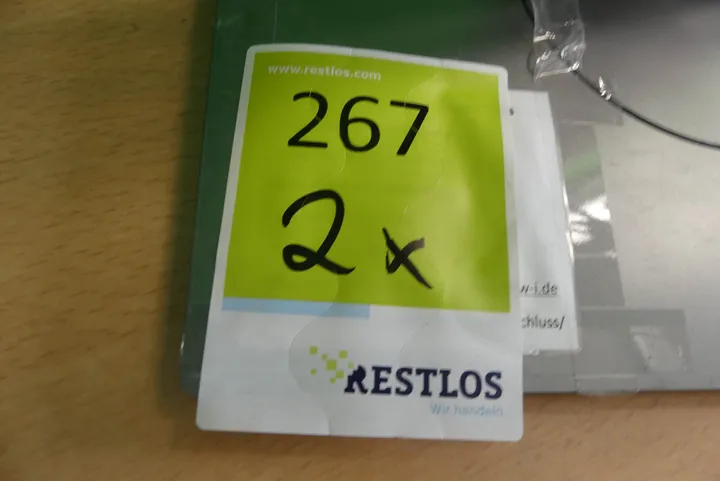 www.restlos.com
267
2x
w-i.de
chluss/
RESTLOS
Wir handeln